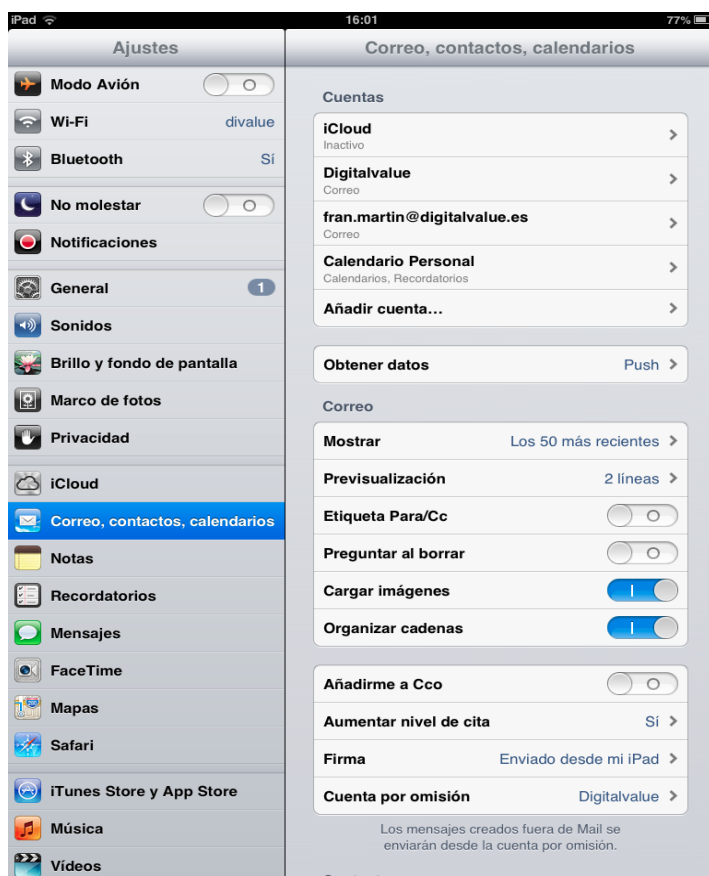 iPad 16:01 77%
Ajustes
Modo Avión
Wi-Fi divalue
Bluetooth Sí
No molestar
Notificaciones
General 1
Sonidos
Brillo y fondo de pantalla
Marco de fotos
Privacidad
iCloud
Correo, contactos, calendarios
Notas
Recordatorios
Mensajes
FaceTime
Mapas
Safari
iTunes Store y App Store
Música
Vídeos
Correo, contactos, calendarios
Cuentas
iCloud
Inactivo
Digitalvalue
Correo
fran.martin@digitalvalue.es
Correo
Calendario Personal
Calendarios, Recordatorios
Añadir cuenta...
Obtener datos Push
Correo
Mostrar Los 50 más recientes
Previsualización 2 líneas
Etiqueta Para/Cc
Preguntar al borrar
Cargar imágenes
Organizar cadenas
Añadirme a Cco
Aumentar nivel de cita Sí
Firma Enviado desde mi iPad
Cuenta por omisión Digitalvalue
Los mensajes creados fuera de Mail se
enviarán desde la cuenta por omisión.